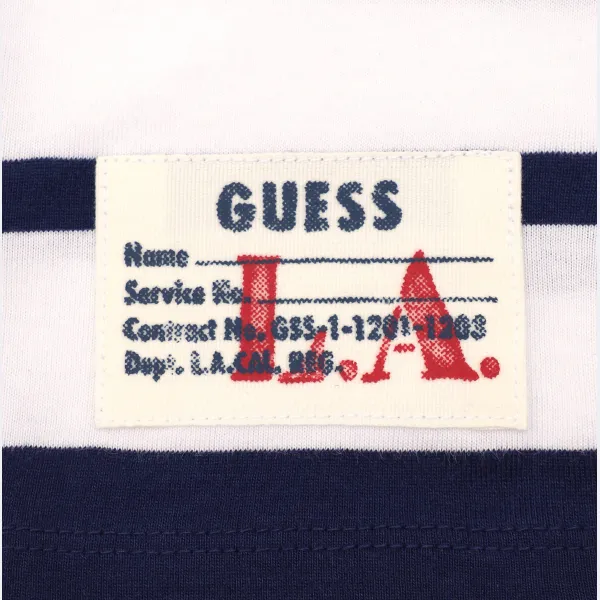 GUESS
Name
Service No.
Contract No. GSS-1-1201-1203
Dept. L.A.CAL. REG.
L.A.